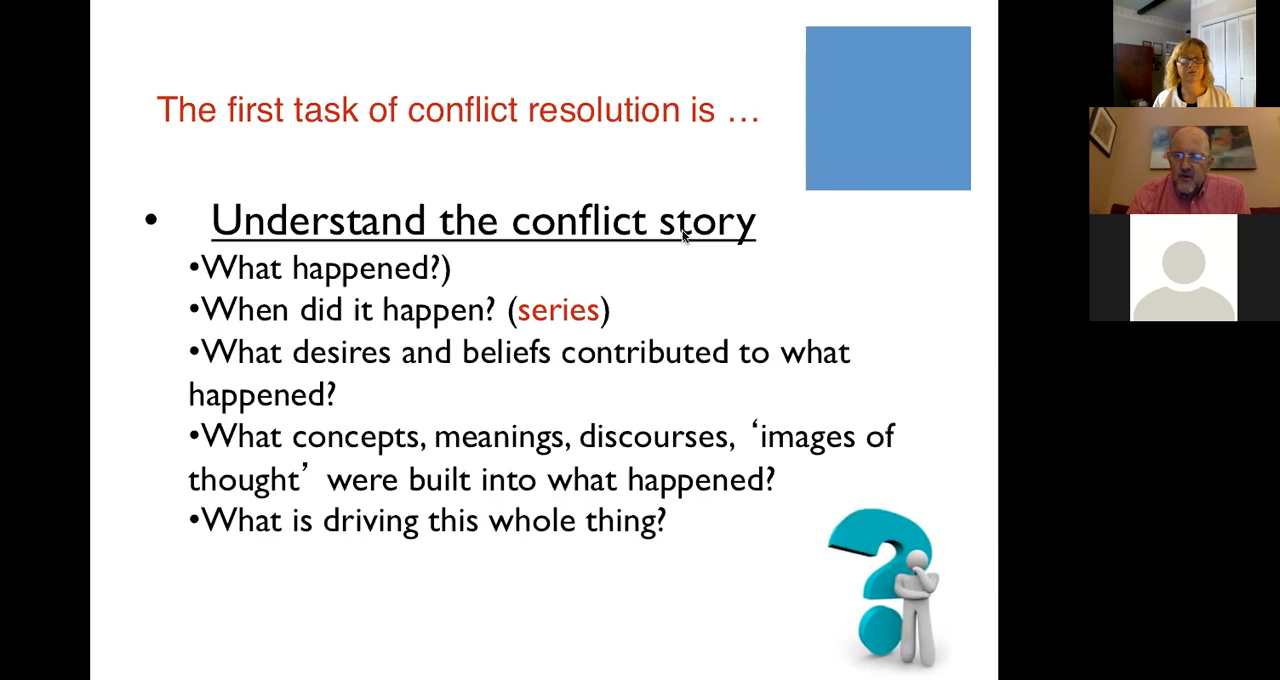 The first task of conflict resolution is …
• Understand the conflict story
•What happened?)
•When did it happen? (series)
•What desires and beliefs contributed to what
happened?
•What concepts, meanings, discourses, ‘images of
thought’ were built into what happened?
•What is driving this whole thing?